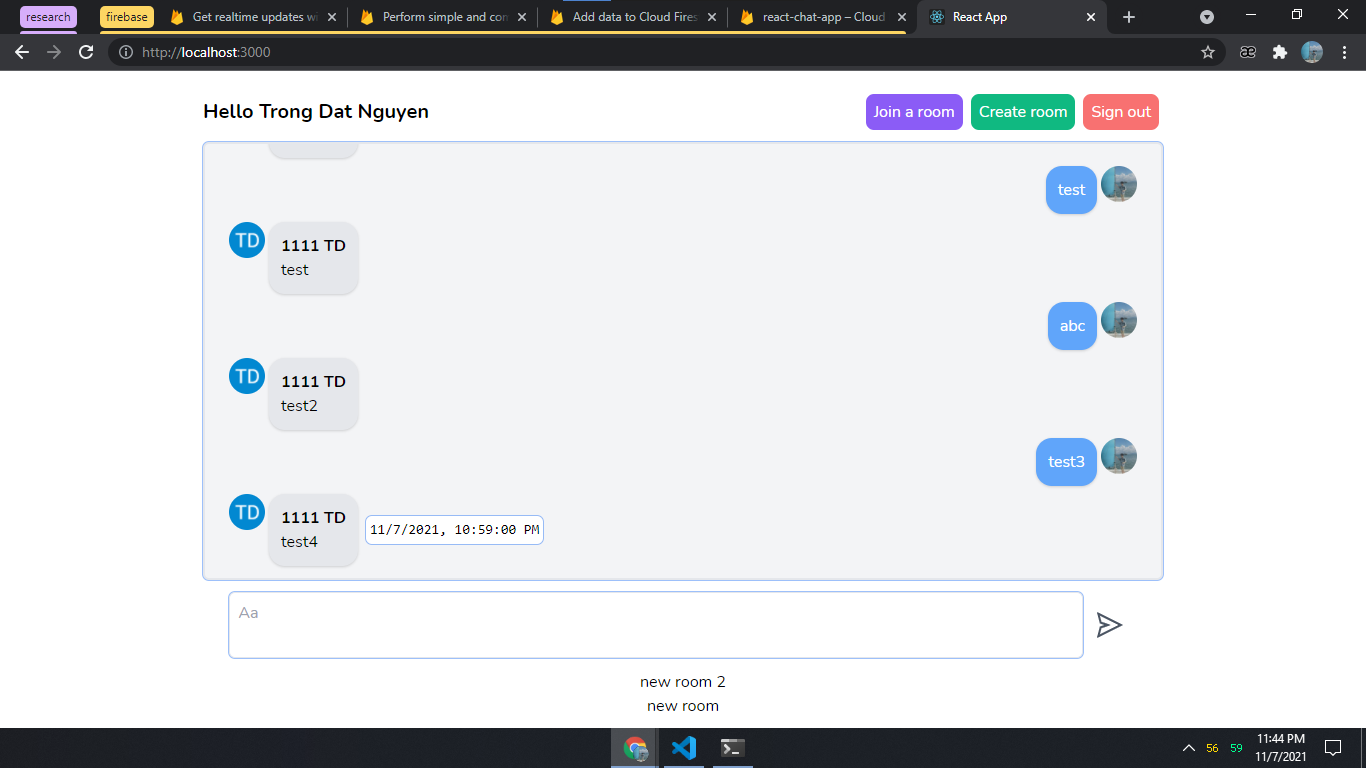 research
firebase
Get realtime updates w
Perform simple and con
Add data to Cloud Fires
react-chat-app – Cloud
React App
http://localhost:3000
Hello Trong Dat Nguyen
Join a room
Create room
Sign out
test
TD
1111 TD
test
abc
TD
1111 TD
test2
test3
TD
1111 TD
test4
11/7/2021, 10:59:00 PM
Aa
new room 2
new room
56
59
11:44 PM
11/7/2021